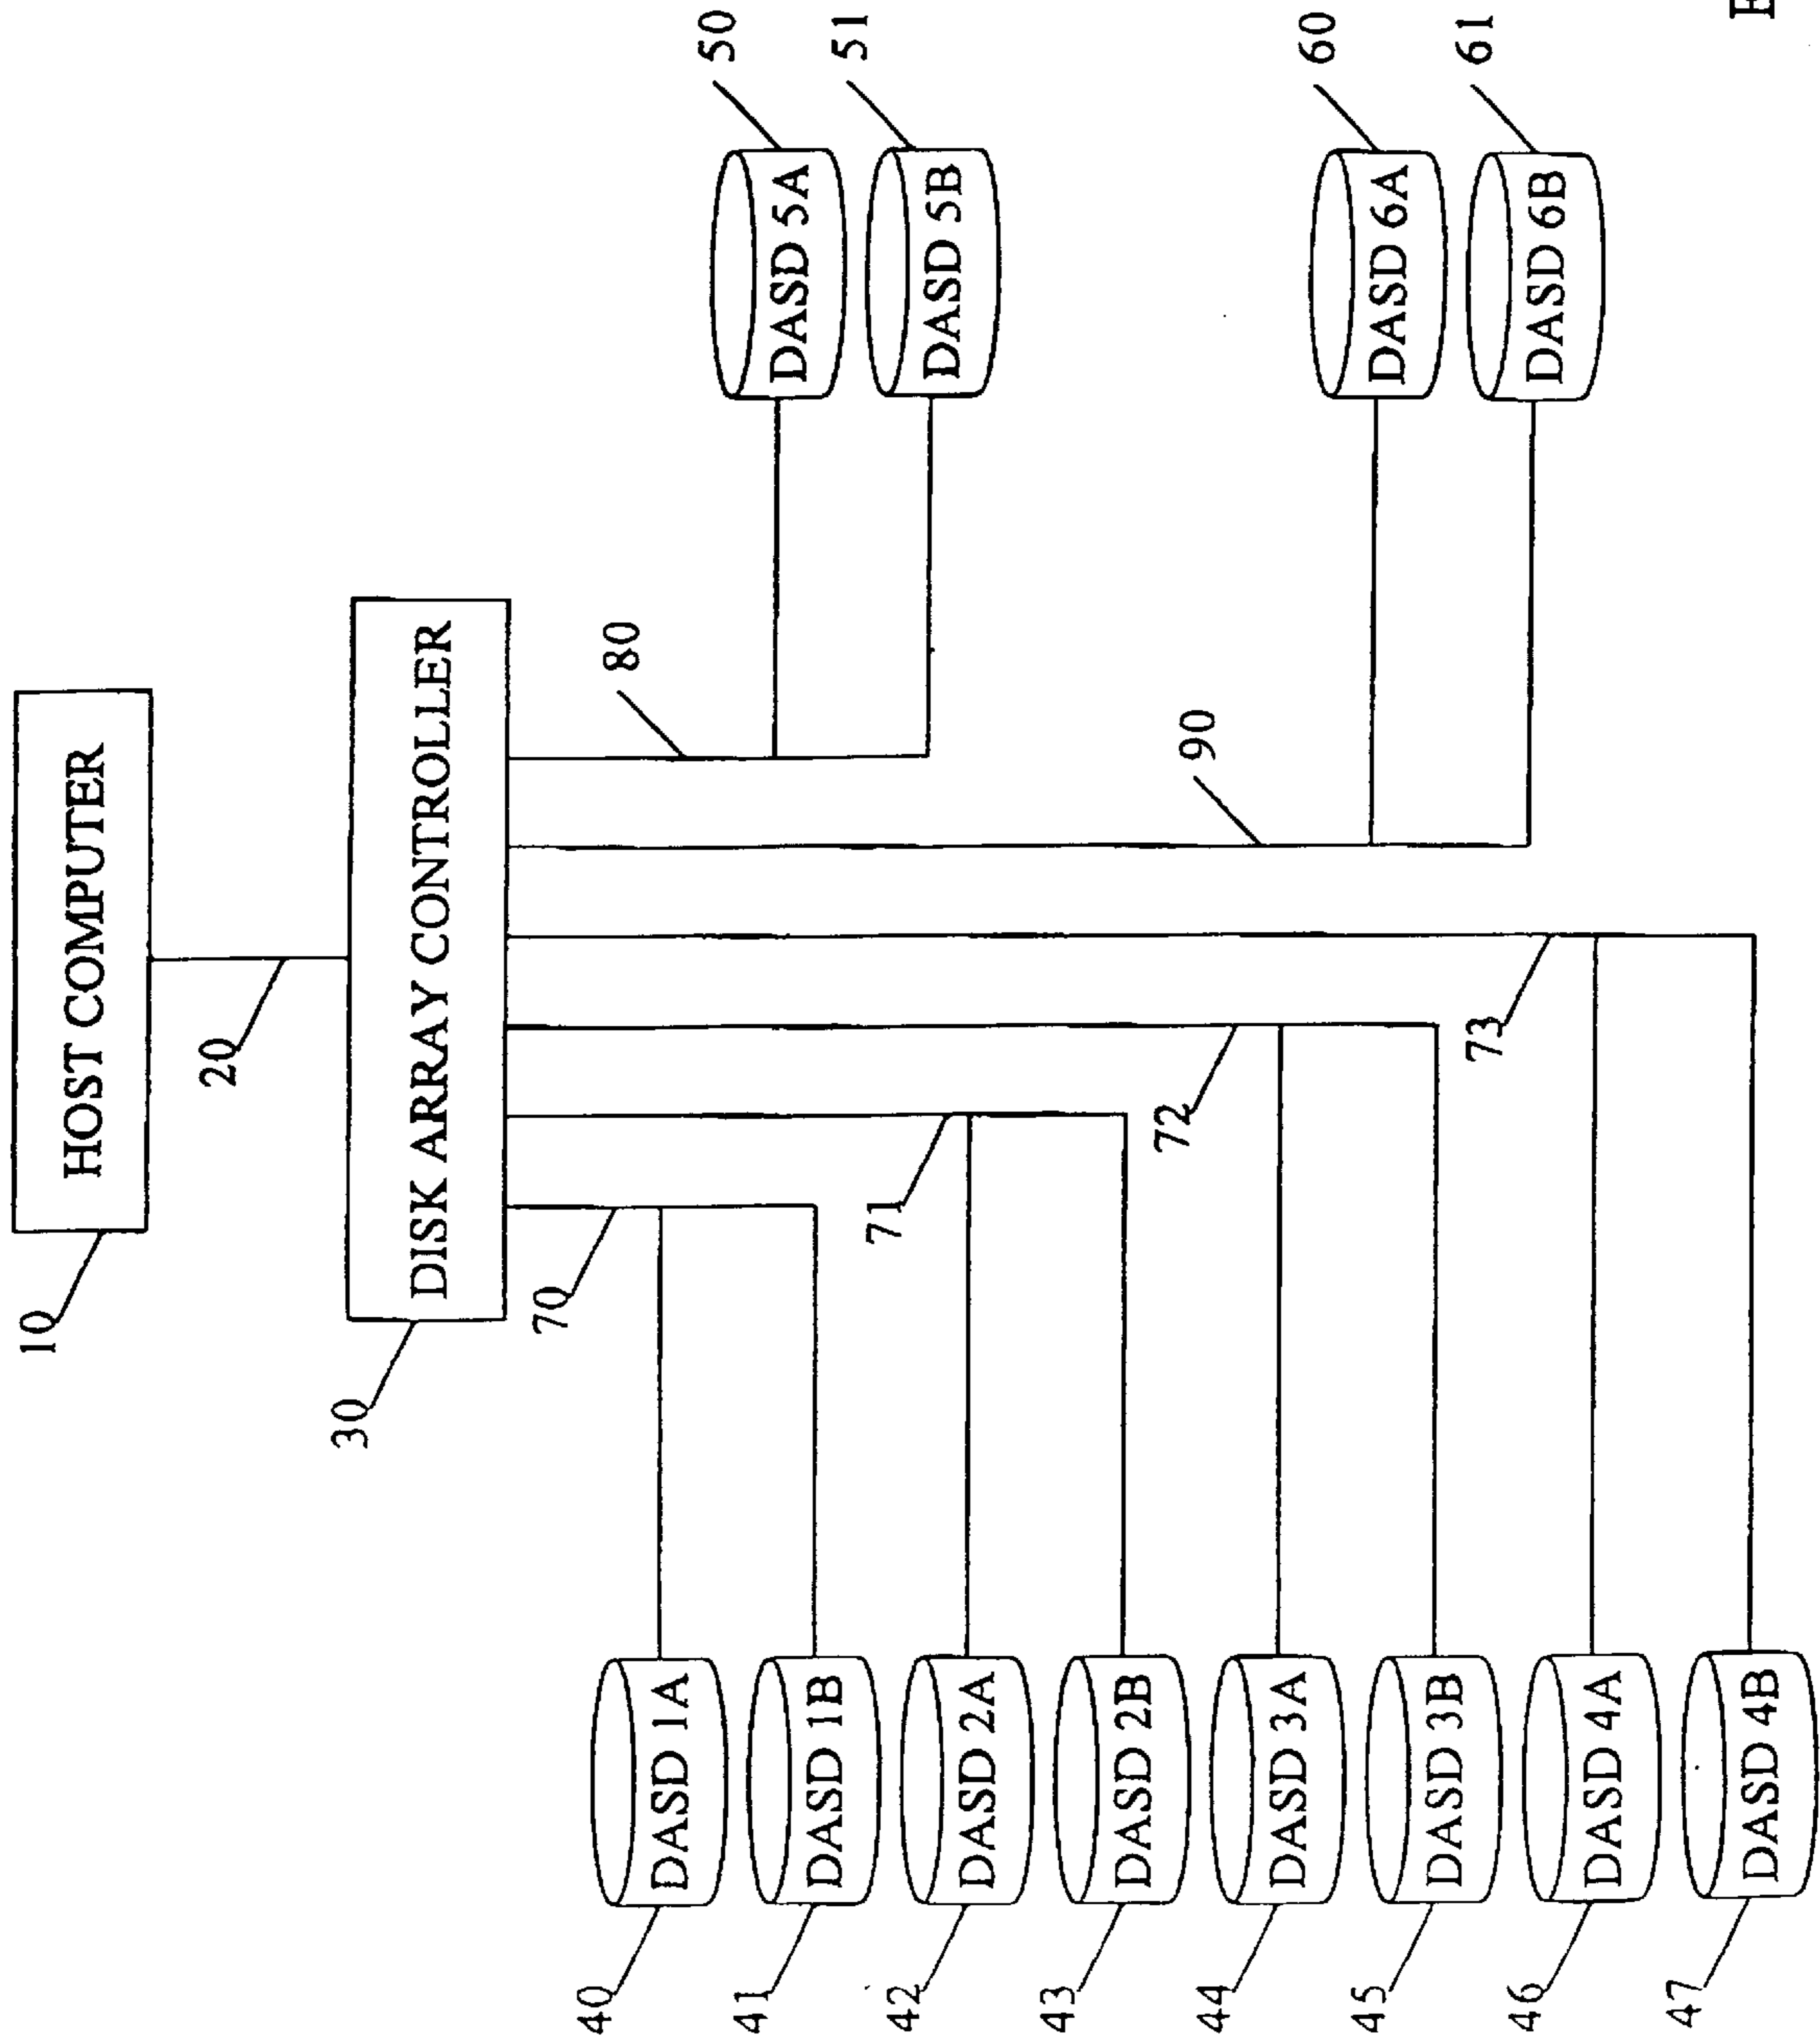 10
HOST COMPUTER
20
30
DISK ARRAY CONTROLLER
70
80
40
DASD 1A
DASD 5A
50
41
DASD 1B
71
DASD 5B
51
42
DASD 2A
43
DASD 2B
72
90
44
DASD 3A
DASD 6A
60
45
DASD 3B
73
DASD 6B
61
46
DASD 4A
47
DASD 4B